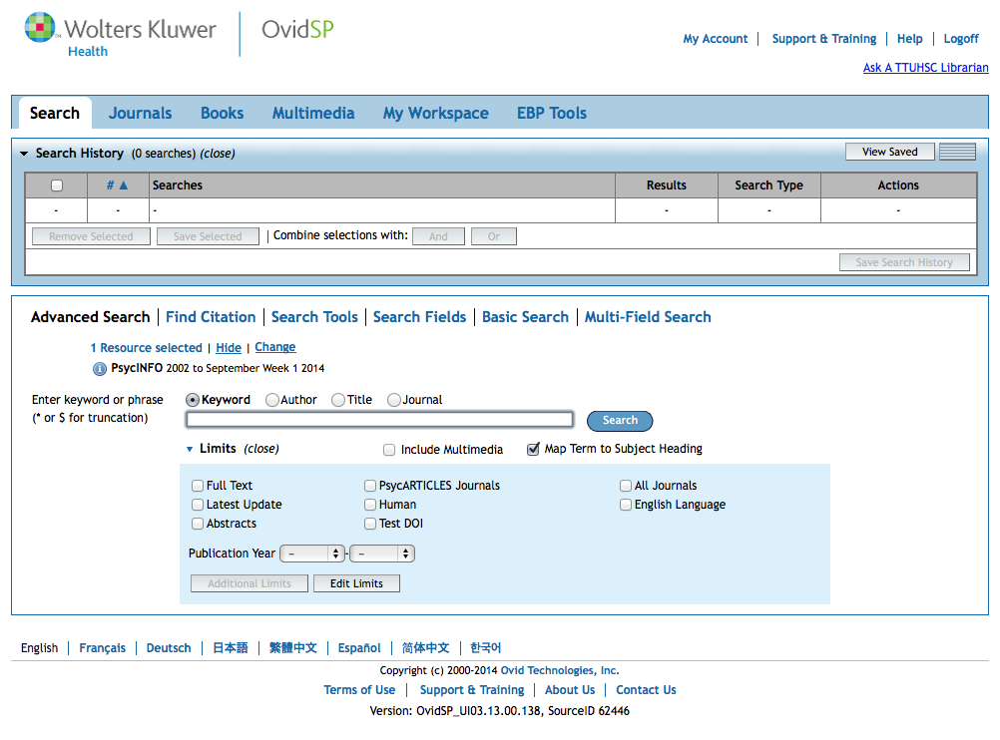 Wolters Kluwer OvidSP
Health
My Account | Support & Training | Help | Logoff
Ask A TTUHSC Librarian
Search Journals Books Multimedia My Workspace EBP Tools
Search History (0 searches) (close) View Saved
# ▲ Searches Results Search Type Actions
- - - - - -
Remove Selected Save Selected | Combine selections with: And Or
Save Search History
Advanced Search | Find Citation | Search Tools | Search Fields | Basic Search | Multi-Field Search
1 Resource selected | Hide | Change
i PsycINFO 2002 to September Week 1 2014
Enter keyword or phrase Keyword Author Title Journal
(* or $ for truncation) Search
Limits (close) Include Multimedia Map Term to Subject Heading
Full Text PsycARTICLES Journals All Journals
Latest Update Human English Language
Abstracts Test DOI
Publication Year – - –
Additional Limits Edit Limits
English | Français | Deutsch | 日本語 | 繁體中文 | Español | 简体中文 | 한국어
Copyright (c) 2000-2014 Ovid Technologies, Inc.
Terms of Use | Support & Training | About Us | Contact Us
Version: OvidSP_UI03.13.00.138, SourceID 62446